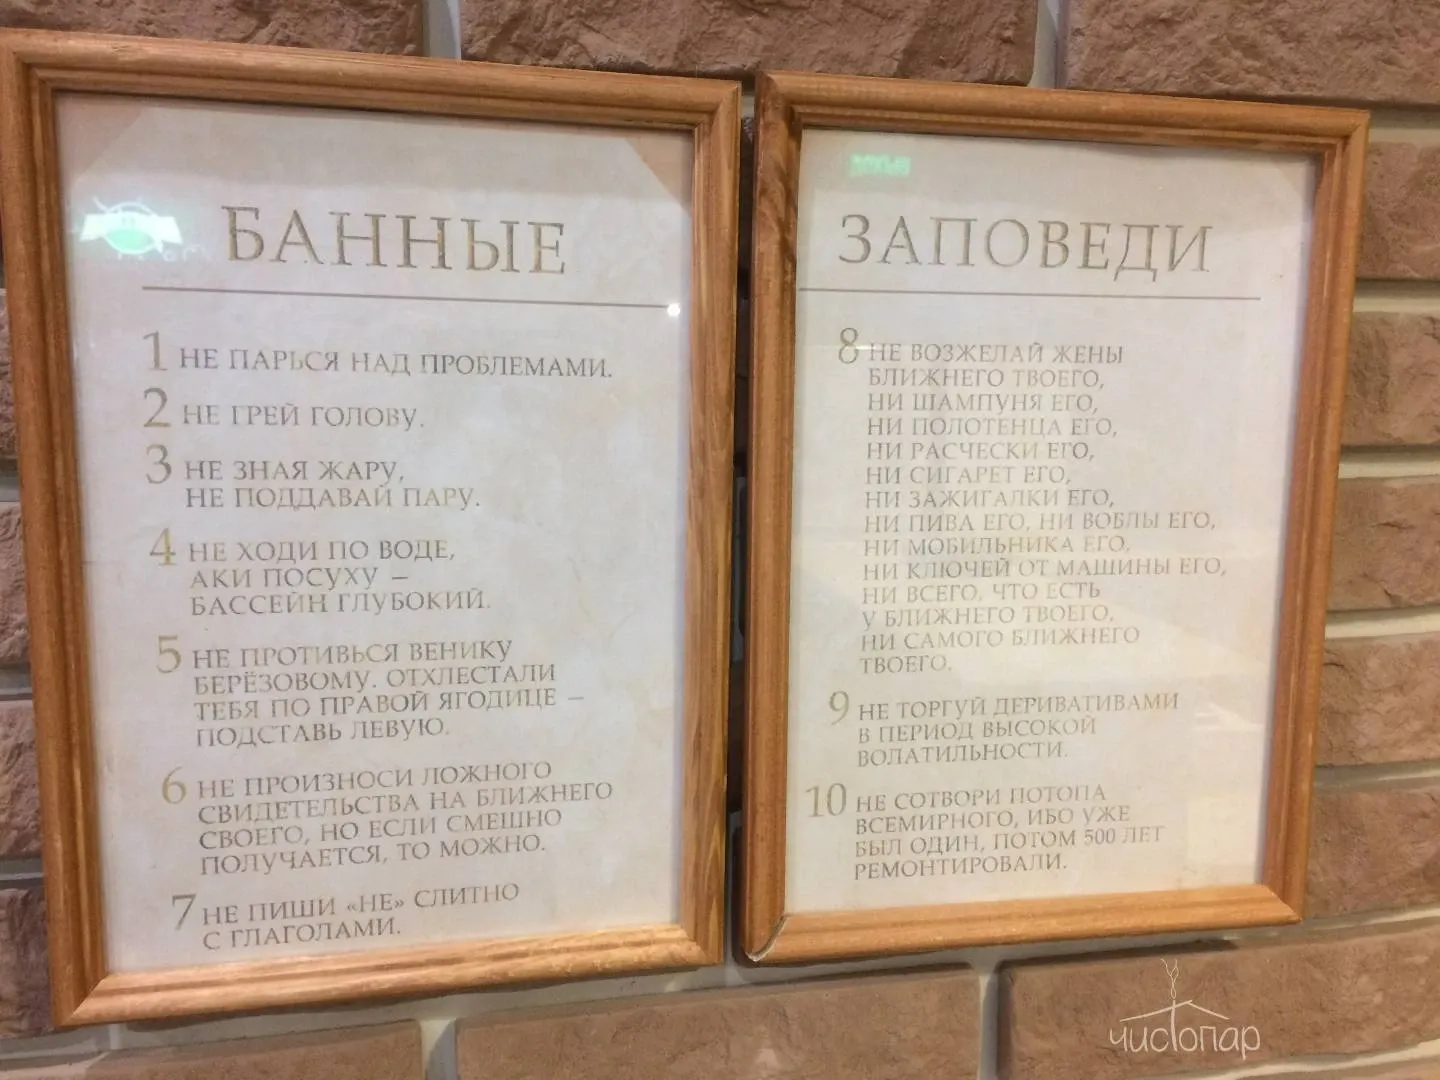 БАННЫЕ
1 НЕ ПАРЬСЯ НАД ПРОБЛЕМАМИ.
2 НЕ ГРЕЙ ГОЛОВУ.
3 НЕ ЗНАЯ ЖАРУ,
НЕ ПОДДАВАЙ ПАРУ.
4 НЕ ХОДИ ПО ВОДЕ,
АКИ ПОСУХУ –
БАССЕЙН ГЛУБОКИЙ.
5 НЕ ПРОТИВЬСЯ ВЕНИКУ
БЕРЁЗОВОМУ. ОТХЛЕСТАЛИ
ТЕБЯ ПО ПРАВОЙ ЯГОДИЦЕ –
ПОДСТАВЬ ЛЕВУЮ.
6 НЕ ПРОИЗНОСИ ЛОЖНОГО
СВИДЕТЕЛЬСТВА НА БЛИЖНЕГО
СВОЕГО, НО ЕСЛИ СМЕШНО
ПОЛУЧАЕТСЯ, ТО МОЖНО.
7 НЕ ПИШИ «НЕ» СЛИТНО
С ГЛАГОЛАМИ.
ЗАПОВЕДИ
8 НЕ ВОЗЖЕЛАЙ ЖЕНЫ
БЛИЖНЕГО ТВОЕГО,
НИ ШАМПУНЯ ЕГО,
НИ ПОЛОТЕНЦА ЕГО,
НИ РАСЧЕСКИ ЕГО,
НИ СИГАРЕТ ЕГО,
НИ ЗАЖИГАЛКИ ЕГО,
НИ ПИВА ЕГО, НИ ВОБЛЫ ЕГО,
НИ МОБИЛЬНИКА ЕГО,
НИ КЛЮЧЕЙ ОТ МАШИНЫ ЕГО,
НИ ВСЕГО, ЧТО ЕСТЬ
У БЛИЖНЕГО ТВОЕГО,
НИ САМОГО БЛИЖНЕГО
ТВОЕГО.
9 НЕ ТОРГУЙ ДЕРИВАТИВАМИ
В ПЕРИОД ВЫСОКОЙ
ВОЛАТИЛЬНОСТИ.
10 НЕ СОТВОРИ ПОТОПА
ВСЕМИРНОГО, ИБО УЖЕ
БЫЛ ОДИН, ПОТОМ 500 ЛЕТ
РЕМОНТИРОВАЛИ.
чистопар